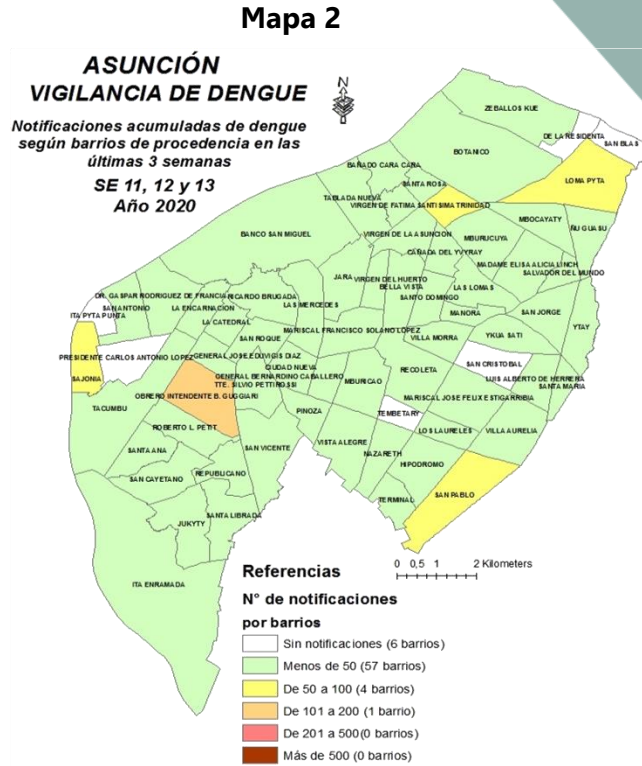 Mapa 2
ASUNCIÓN
VIGILANCIA DE DENGUE
Notificaciones acumuladas de dengue
según barrios de procedencia en las
últimas 3 semanas
SE 11, 12 y 13
Año 2020
N
ZEBALLOS KUE
DE LA RESIDENTA
SAN BLAS
BOTANICO
BAÑADO CARA CARA
LOMA PYTA
SANTA ROSA
TABLADA NUEVA
VIRGEN DE FATIMA
SANTISIMA TRINIDAD
MBOCAYATY
ÑU GUASU
BANCO SAN MIGUEL
VIRGEN DE LA ASUNCION
MBURUCUYA
CAÑADA DEL YVYRAY
MADAME ELISA ALICIA LINCH
SALVADOR DEL MUNDO
JARA
VIRGEN DEL HUERTO
BELLA VISTA
LAS LOMAS
SANTO DOMINGO
DR. GASPAR RODRIGUEZ DE FRANCIA
RICARDO BRUGADA
LAS MERCEDES
SAN ANTONIO
LA ENCARNACION
ITA PYTA PUNTA
MANORA
SAN JORGE
LA CATEDRAL
MARISCAL FRANCISCO SOLANO LOPEZ
YTAY
SAN ROQUE
VILLA MORRA
YKUA SATI
PRESIDENTE CARLOS ANTONIO LOPEZ
GENERAL JOSE EDUVIGIS DIAZ
CIUDAD NUEVA
SAN CRISTOBAL
SAJONIA
GENERAL BERNARDINO CABALLERO
TTE. SILVIO PETTIROSSI
MBURICAO
RECOLETA
LUIS ALBERTO DE HERRERA
SANTA MARIA
OBRERO INTENDENTE B. GUGGIARI
MARISCAL JOSE FELIX ESTIGARRIBIA
TACUMBU
PINOZA
TEMBETARY
ROBERTO L. PETIT
LOS LAURELES
VILLA AURELIA
SANTA ANA
SAN VICENTE
VISTA ALEGRE
NAZARETH
HIPODROMO
SAN CAYETANO
REPUBLICANO
TERMINAL
SAN PABLO
JUKYTY
SANTA LIBRADA
ITA ENRAMADA
0 0,5 1 2 Kilometers
Referencias
N° de notificaciones
por barrios
Sin notificaciones (6 barrios)
Menos de 50 (57 barrios)
De 50 a 100 (4 barrios)
De 101 a 200 (1 barrio)
De 201 a 500(0 barrios)
Más de 500 (0 barrios)